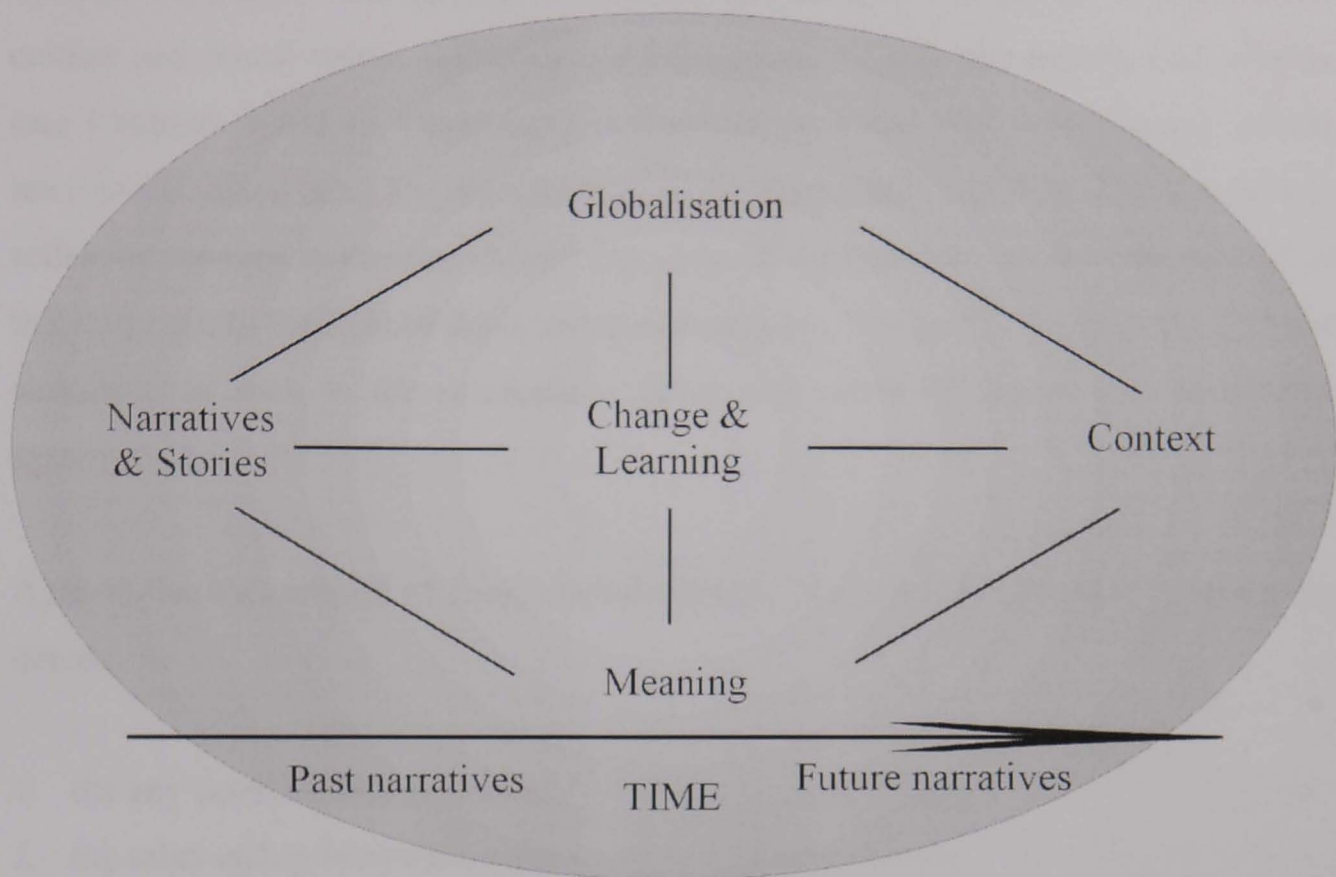 Globalisation
Narratives
& Stories
Change &
Learning
Context
Meaning
Past narratives
TIME
Future narratives